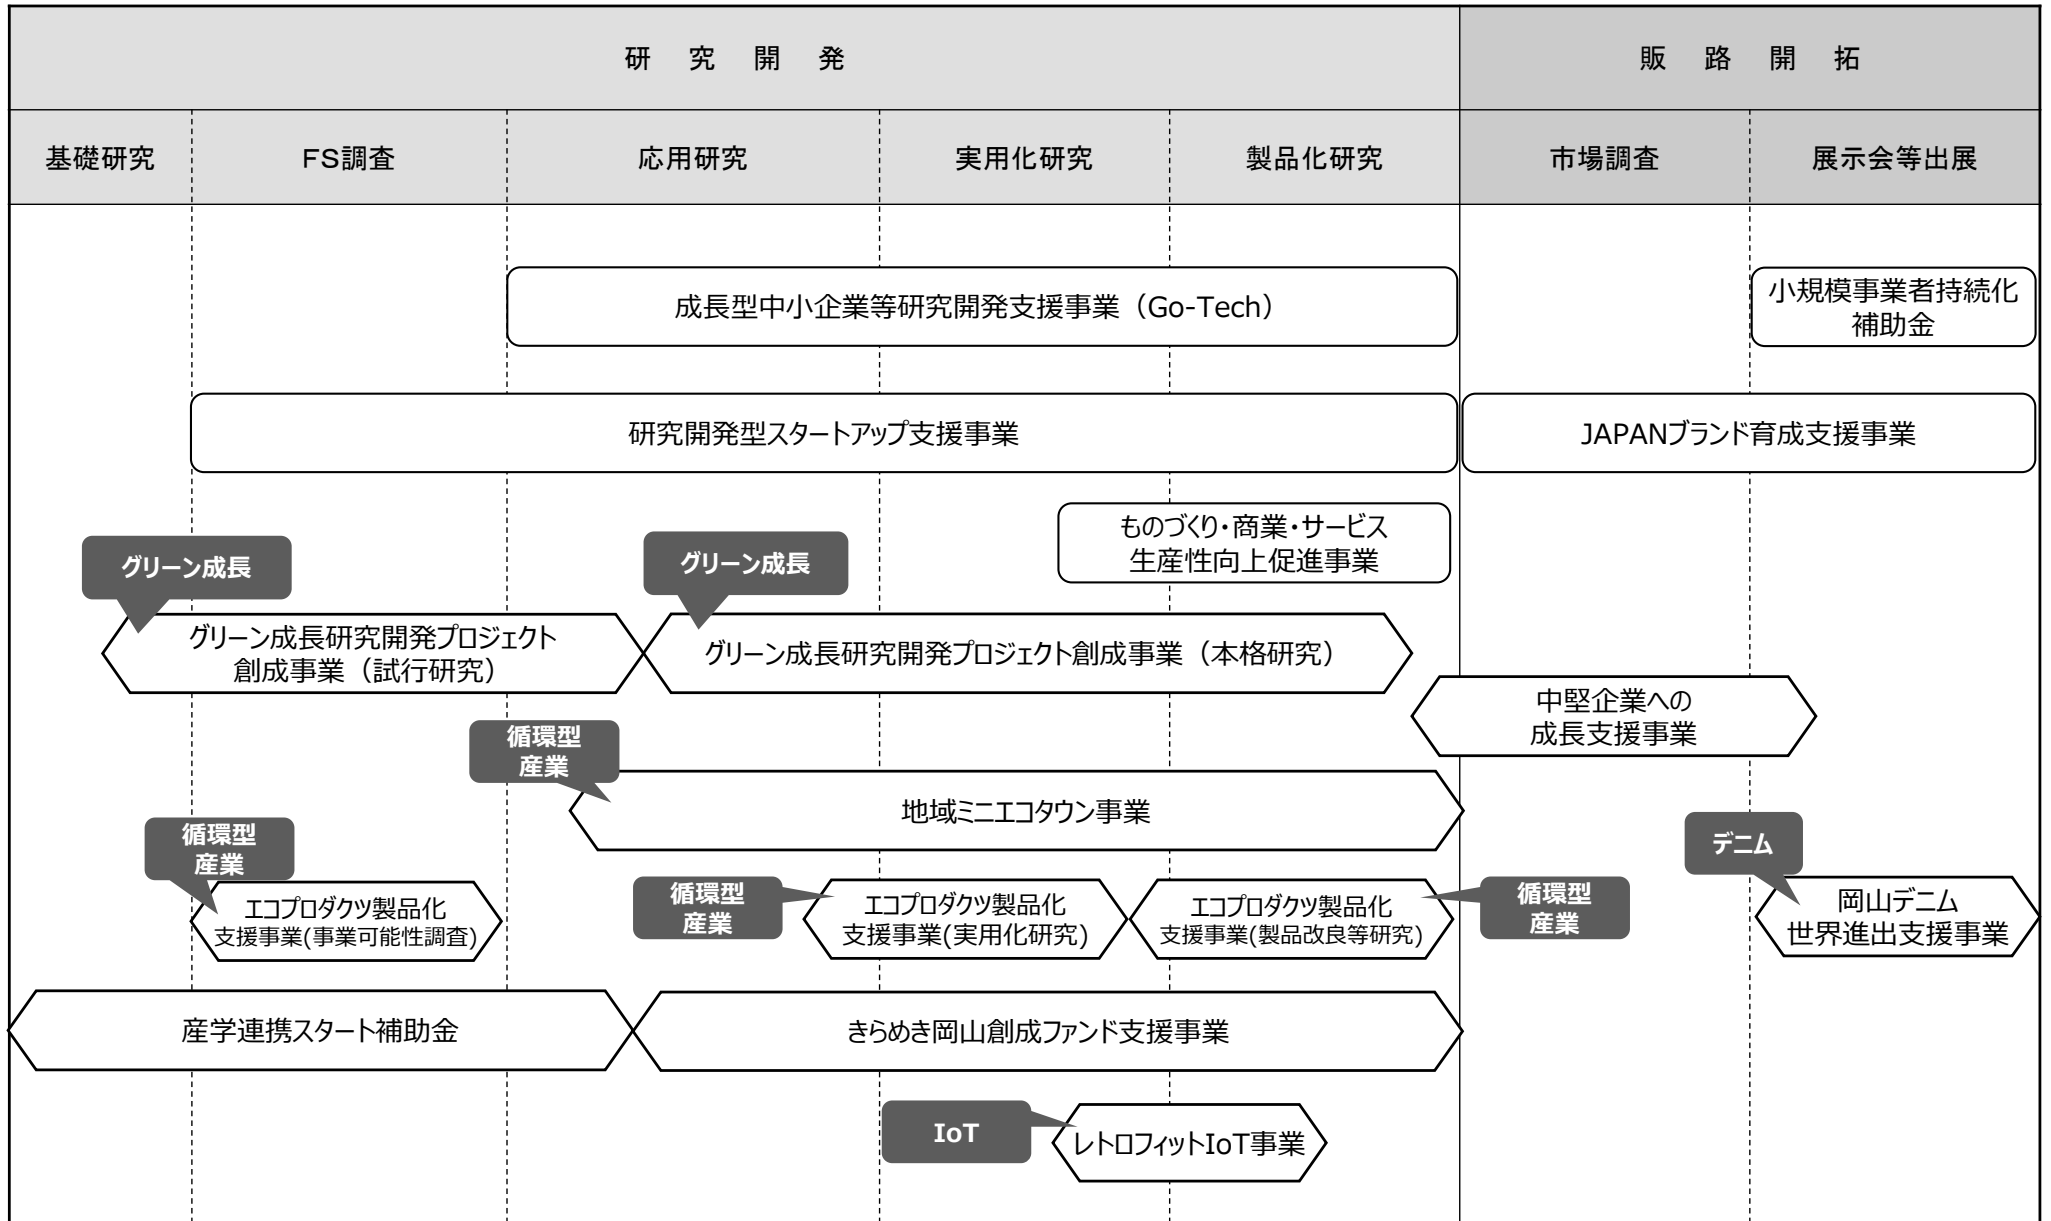 研究開発
販路開拓
基礎研究
FS調査
応用研究
実用化研究
製品化研究
市場調査
展示会等出展
成長型中小企業等研究開発支援事業（Go-Tech）
小規模事業者持続化
補助金
研究開発型スタートアップ支援事業
JAPANブランド育成支援事業
ものづくり・商業・サービス
生産性向上促進事業
グリーン成長
グリーン成長
グリーン成長研究開発プロジェクト
創成事業（試行研究）
グリーン成長研究開発プロジェクト創成事業（本格研究）
中堅企業への
成長支援事業
循環型
産業
地域ミニエコタウン事業
循環型
産業
デニム
エコプロダクツ製品化
支援事業(事業可能性調査)
循環型
産業
エコプロダクツ製品化
支援事業(実用化研究)
エコプロダクツ製品化
支援事業(製品改良等研究)
循環型
産業
岡山デニム
世界進出支援事業
産学連携スタート補助金
きらめき岡山創成ファンド支援事業
IoT
レトロフィットIoT事業